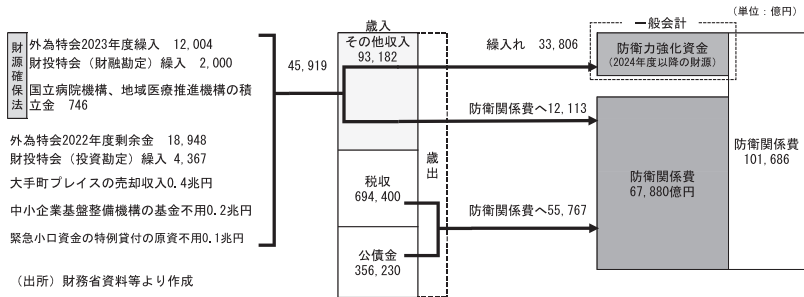 (単位：億円)
財源確保法
外為特会2023年度繰入 12,004
財投特会(財融勘定)繰入 2,000
国立病院機構、地域医療推進機構の積
立金 746
外為特会2022年度剰余金 18,948
財投特会(投資勘定)繰入 4,367
大手町プレイスの売却収入0.4兆円
中小企業基盤整備機構の基金不用0.2兆円
緊急小口資金の特例貸付の原資不用0.1兆円
(出所) 財務省資料等より作成
45,919
歳入
その他収入
93,182
税収
694,400
公債金
356,230
歳出
繰入れ 33,806
防衛関係費へ12,113
防衛関係費へ55,767
一般会計
防衛力強化資金
(2024年度以降の財源)
防衛関係費
67,880億円
防衛関係費
101,686